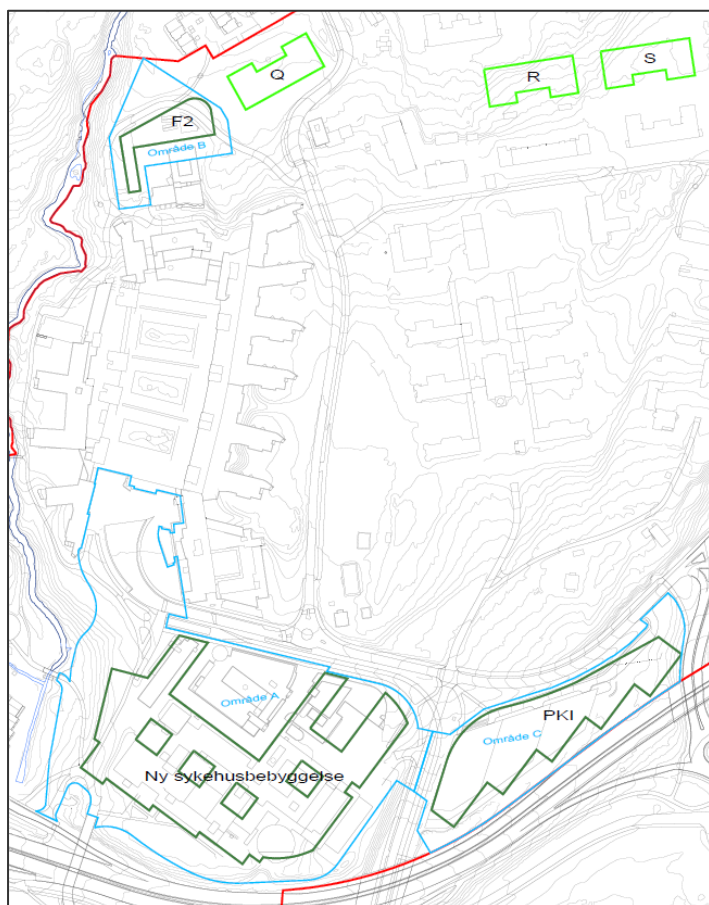 Q
R
S
F2
Område B
Område A
PKI
Område C
Ny sykehusbebyggelse